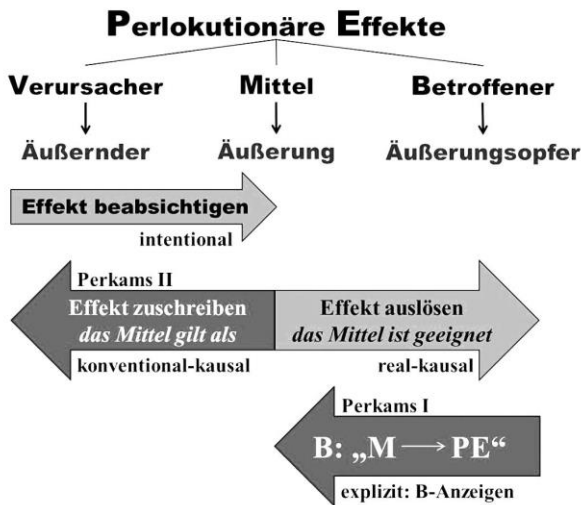 Perlokutionäre Effekte
Verursacher Mittel Betroffener
Äußernder Äußerung Äußerungsopfer
Effekt beabsichtigen
intentional
Perkams II
Effekt zuschreiben Effekt auslösen
das Mittel gilt als das Mittel ist geeignet
konventional-kausal real-kausal
Perkams I
B: „M → PE“
explizit: B-Anzeigen